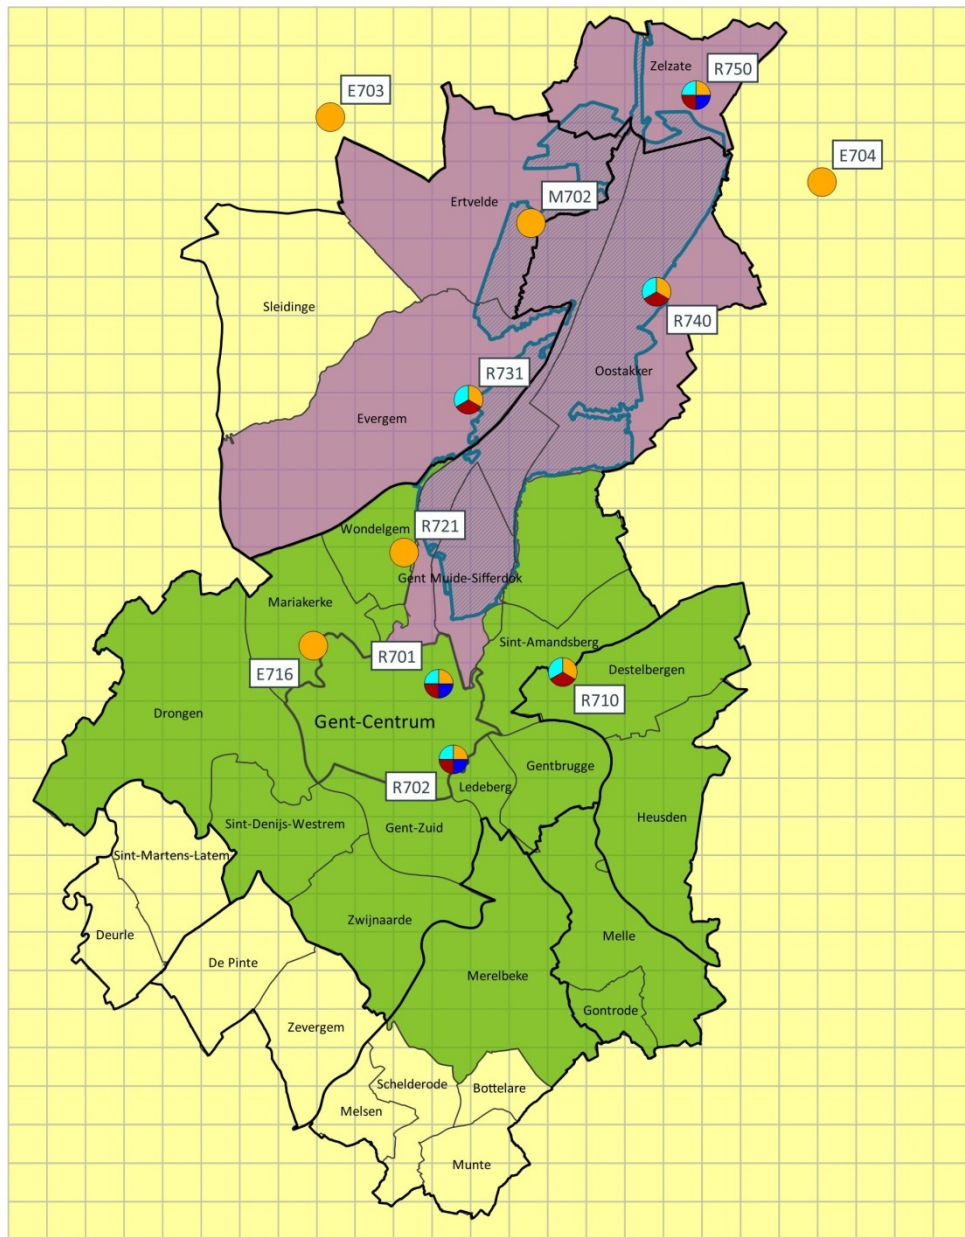 Zelzate
R750
E703
E704
Ertvelde
M702
Sleidinge
R740
Oostakker
R731
Evergem
Wondelgem
R721
Gent Muide-Sifferdok
Mariakerke
R701
Sint-Amandsberg
Destelbergen
E716
R710
Drongen
Gent-Centrum
Gentbrugge
R702
Ledeberg
Heusden
Sint-Denijs-Westrem
Gent-Zuid
Sint-Martens-Latem
Zwijnaarde
Deurle
Melle
De Pinte
Merelbeke
Gontrode
Zevergem
Schelderode
Bottelare
Melsen
Munte